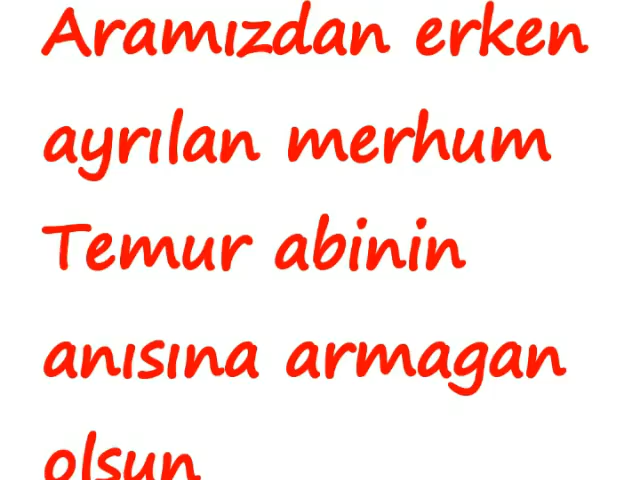 Aramızdan erken
ayrılan merhum
Temur abinin
anısına armagan
olsun